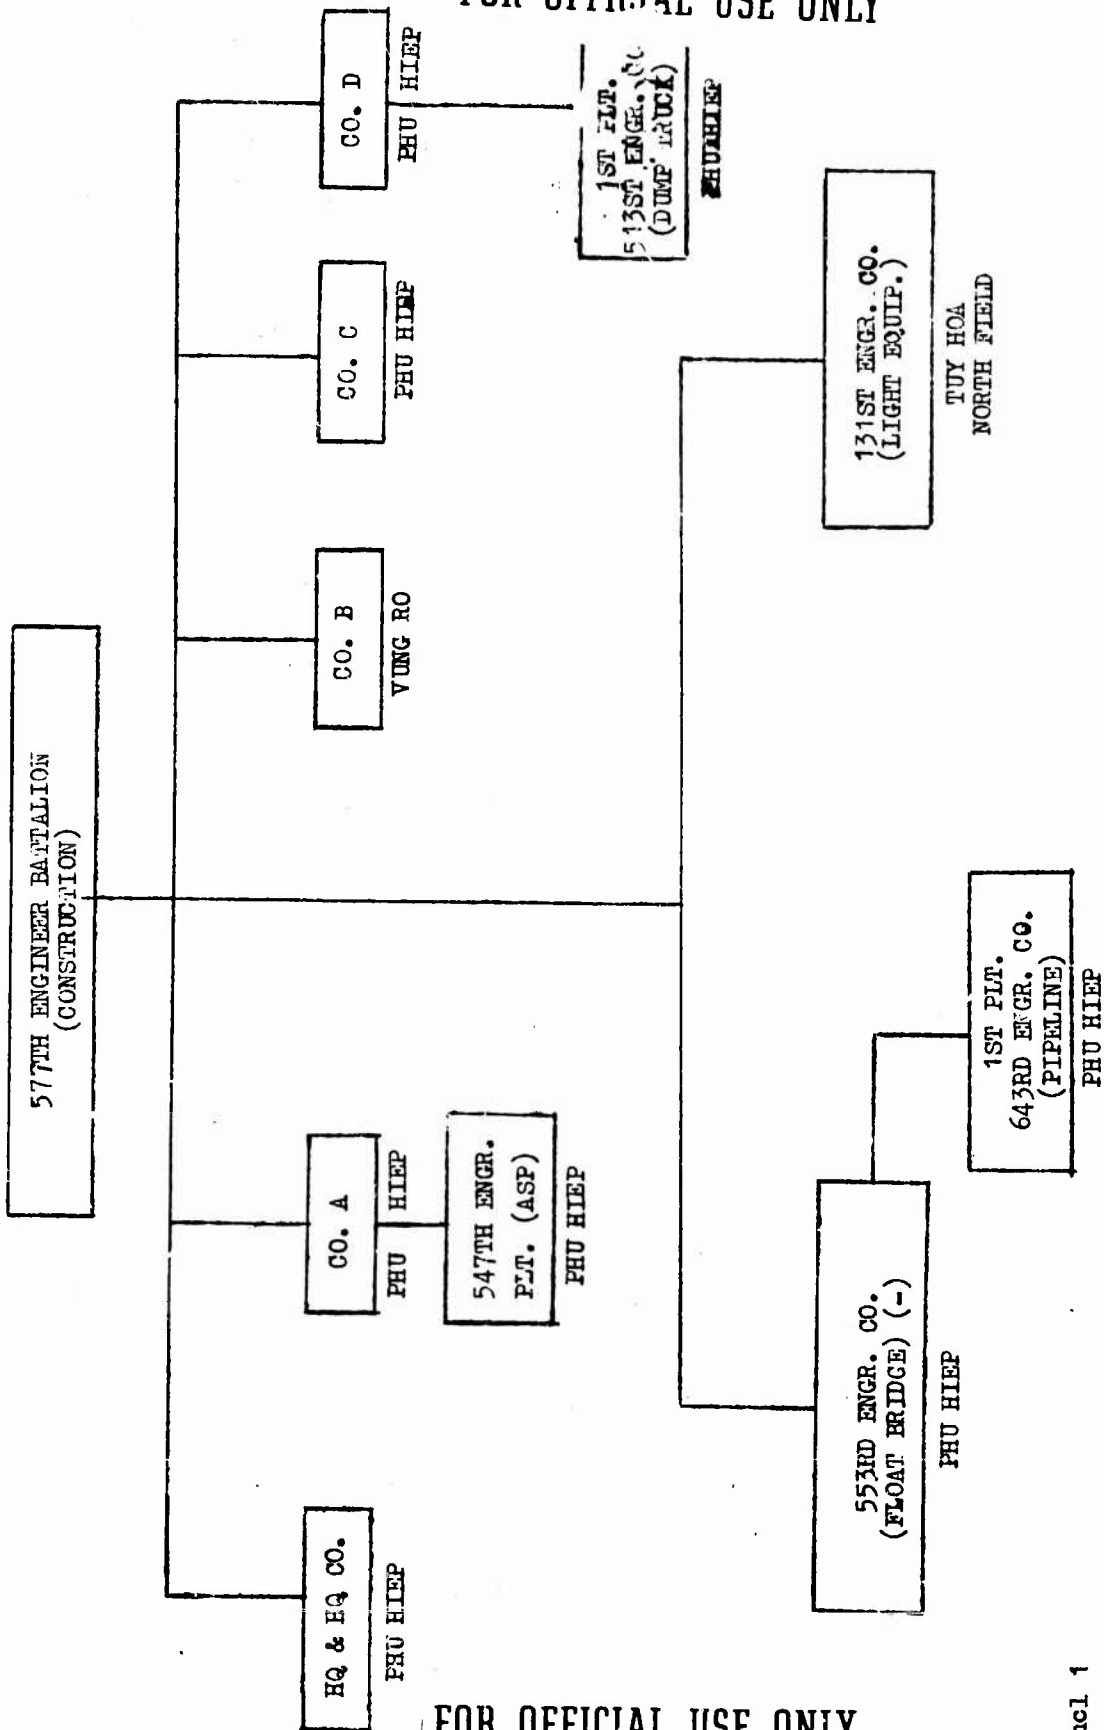 FOR OFFICIAL USE ONLY
577TH ENGINEER BATTALION
(CONSTRUCTION)
HQ & HQ CO.
PHU HIEP
CO. A
PHU HIEP
547TH ENGR.
PLT. (ASP)
PHU HIEP
CO. B
VUNG RO
CO. C
PHU HIEP
CO. D
PHU HIEP
1ST PLT.
513ST ENGR.
(DUMP TRUCK)
PHU HIEP
553RD ENGR. CO.
(FLOAT BRIDGE) (-)
PHU HIEP
1ST PLT.
643RD ENGR. CO.
(PIPELINE)
PHU HIEP
131ST ENGR. CO.
(LIGHT EQUIP.)
TUY HOA
NORTH FIELD
ncl 1
FOR OFFICIAL USE ONLY